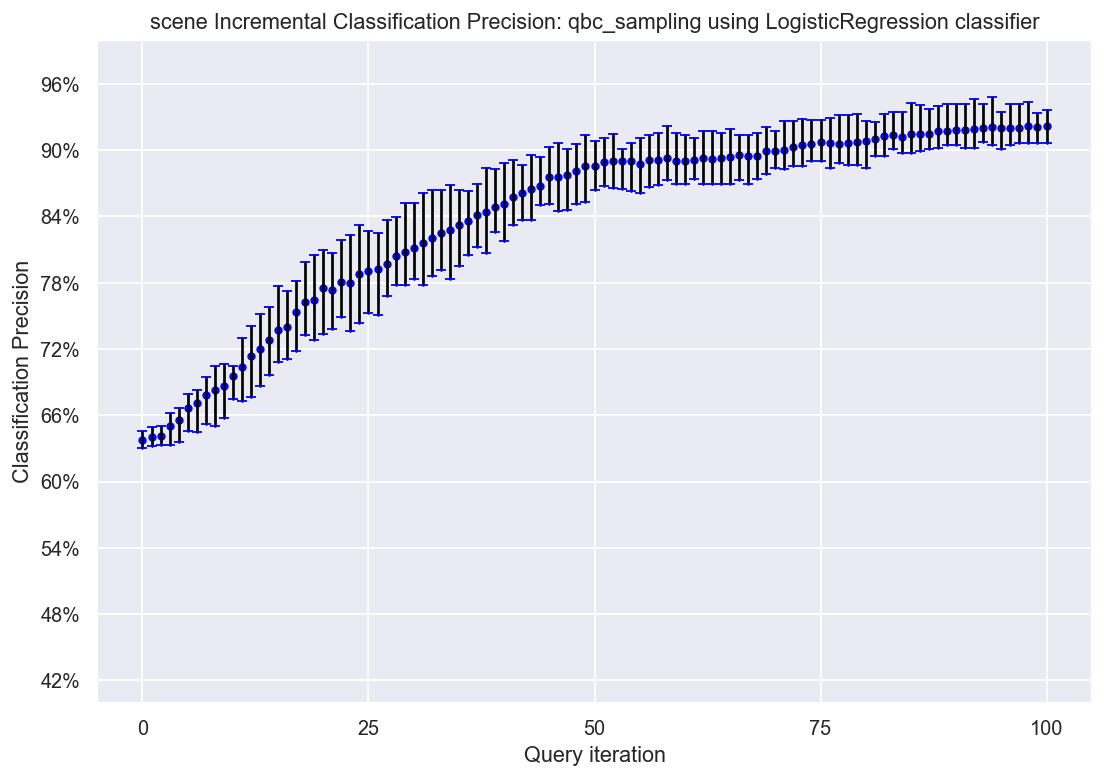 scene Incremental Classification Precision: qbc_sampling using LogisticRegression classifier
96%
90%
84%
78%
72%
66%
60%
54%
48%
42%
Classification Precision
0 25 50 75 100
Query iteration